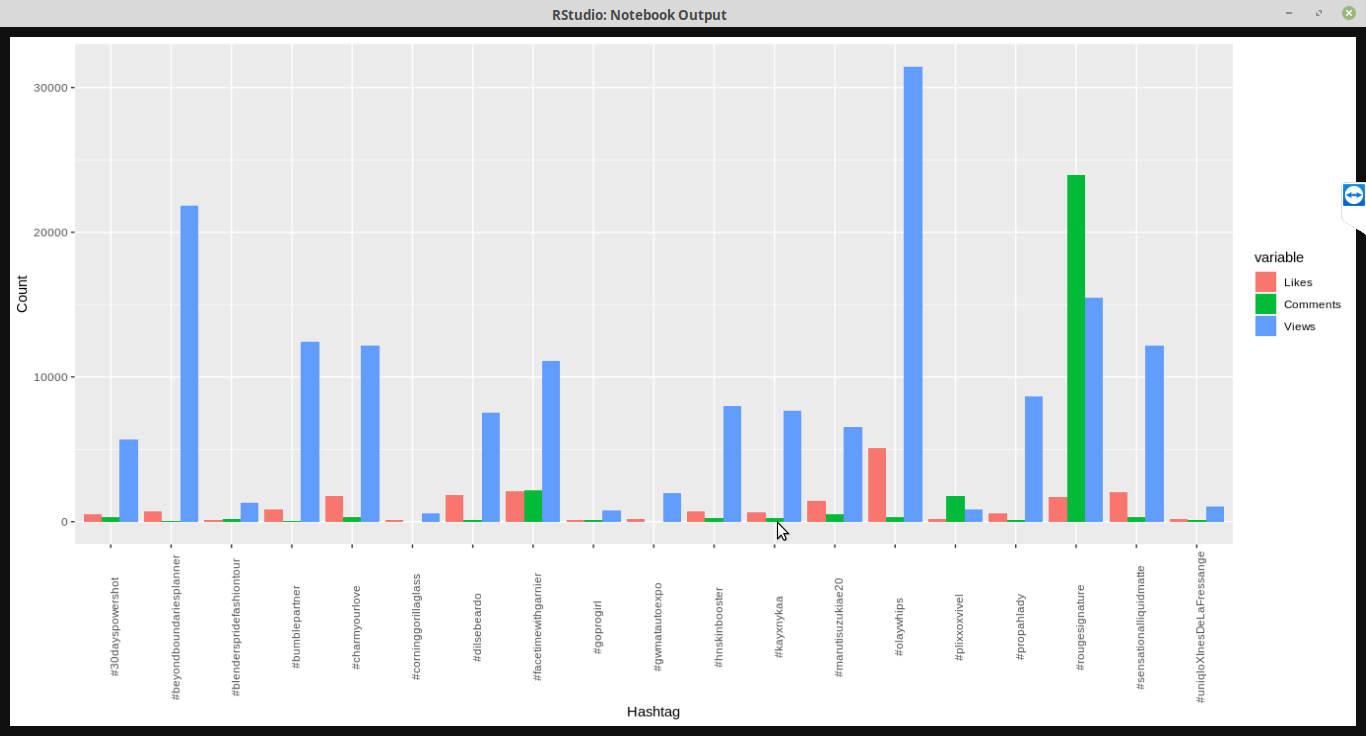 RStudio: Notebook Output
30000
20000
10000
0
Count
variable
Likes
Comments
Views
#30dayspowershot
#beyondboundariesplanner
#blenderspridefashiontour
#bumblepartner
#charmyourlove
#corninggorillaglass
#dilsebeardo
#facetimewithgarnier
#goprogirl
#gwmatautoexpo
#hnskinbooster
#kayxnykaa
#marutisuzukiae20
#olaywhips
#plixxoxvivel
#propahlady
#rougesignature
#sensationalliquidmatte
#uniqloXInesDeLaFressange
Hashtag